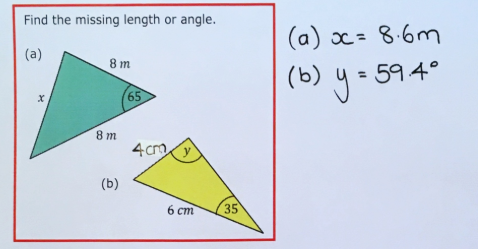 Find the missing length or angle.
(a) x = 8.6m
(b) y = 59.4°
(a)
8 m
x
65
8 m
4cm
y
(b)
6 cm
35